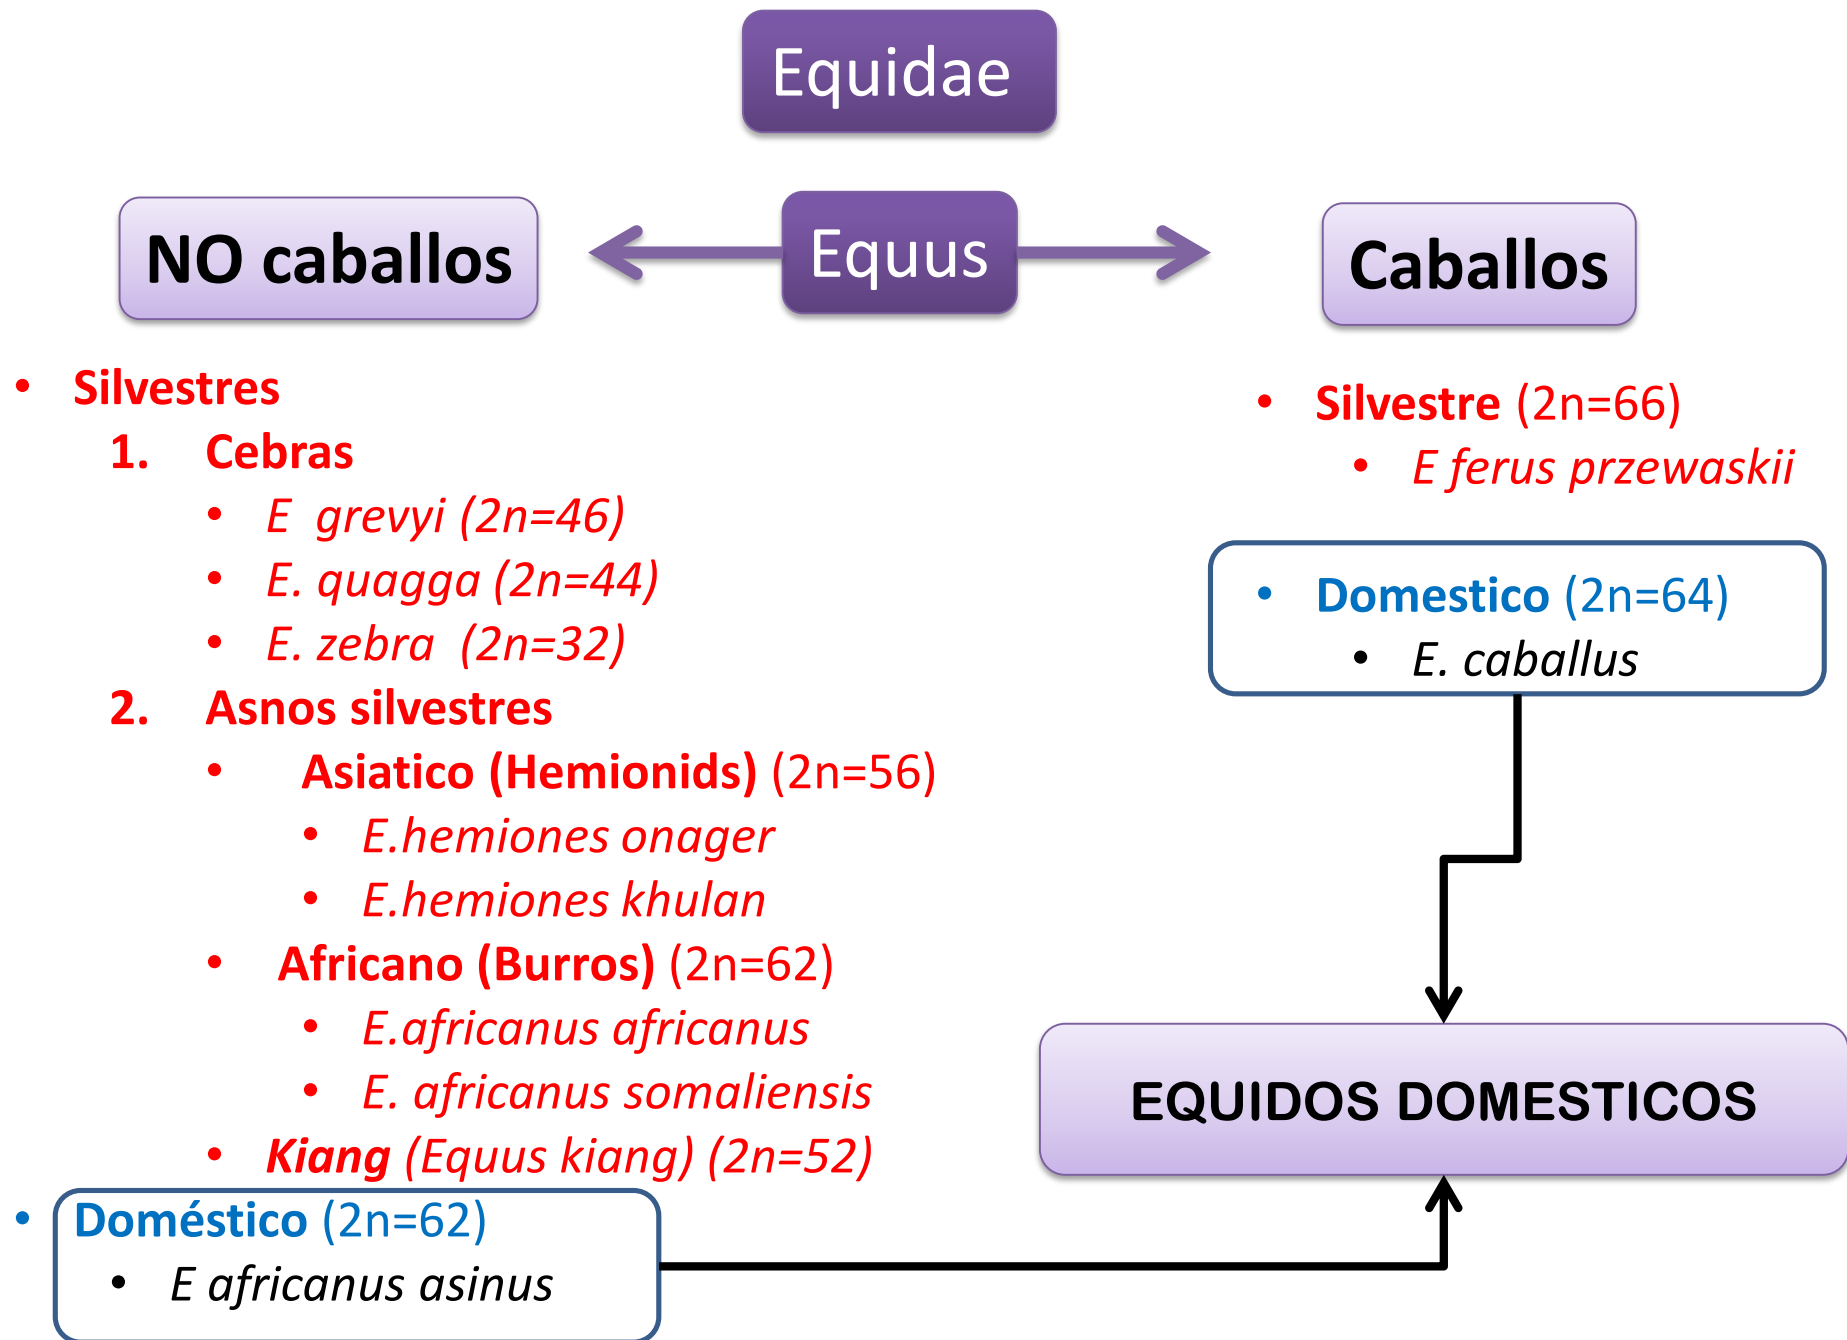 Equidae
NO caballos
Equus
Caballos
• Silvestres
1. Cebras
• E grevyi (2n=46)
• E. quagga (2n=44)
• E. zebra (2n=32)
2. Asnos silvestres
• Asiatico (Hemionids) (2n=56)
• E.hemiones onager
• E.hemiones khulan
• Africano (Burros) (2n=62)
• E.africanus africanus
• E. africanus somaliensis
• Kiang (Equus kiang) (2n=52)
• Doméstico (2n=62)
• E africanus asinus
• Silvestre (2n=66)
• E ferus przewaskii
• Domestico (2n=64)
• E. caballus
EQUIDOS DOMESTICOS